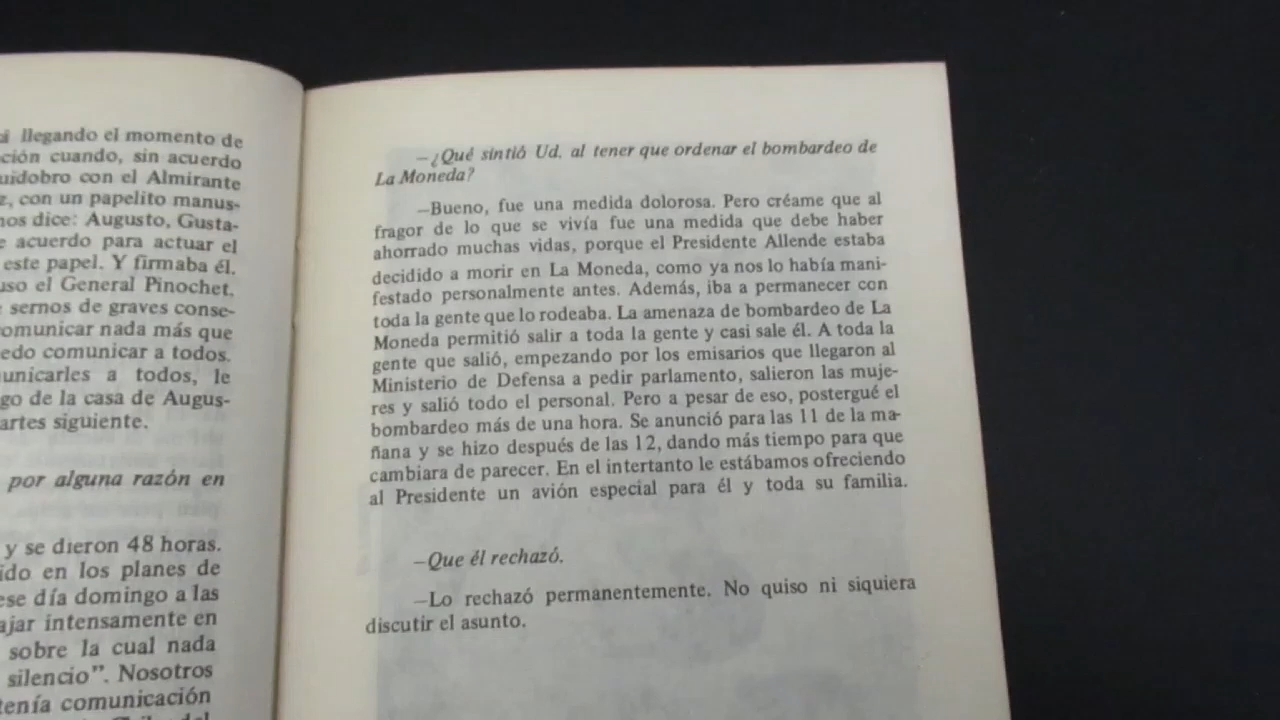 llegando el momento de
cuando, sin acuerdo
con el Almirante
con un papelito manus-
dice: Augusto, Gusta-
acuerdo para actuar el
este papel. Y firmaba él.
el General Pinochet.
sernos de graves conse-
nada más que
comunicar a todos.
a todos, le
de la casa de Augus-
siguiente.
por alguna razón en
y se dieron 48 horas.
en los planes de
día domingo a las
intensamente en
sobre la cual nada
silencio”. Nosotros
tenía comunicación
—¿Qué sintió Ud. al tener que ordenar el bombardeo de
La Moneda?
—Bueno, fue una medida dolorosa. Pero créame que al
fragor de lo que se vivía fue una medida que debe haber
ahorrado muchas vidas, porque el Presidente Allende estaba
decidido a morir en La Moneda, como ya nos lo había mani-
festado personalmente antes. Además, iba a permanecer con
toda la gente que lo rodeaba. La amenaza de bombardeo de La
Moneda permitió salir a toda la gente y casi sale él. A toda la
gente que salió, empezando por los emisarios que llegaron al
Ministerio de Defensa a pedir parlamento, salieron las muje-
res y salió todo el personal. Pero a pesar de eso, postergué el
bombardeo más de una hora. Se anunció para las 11 de la ma-
ñana y se hizo después de las 12, dando más tiempo para que
cambiara de parecer. En el intertanto le estábamos ofreciendo
al Presidente un avión especial para él y toda su familia.
—Que él rechazó.
—Lo rechazó permanentemente. No quiso ni siquiera
discutir el asunto.